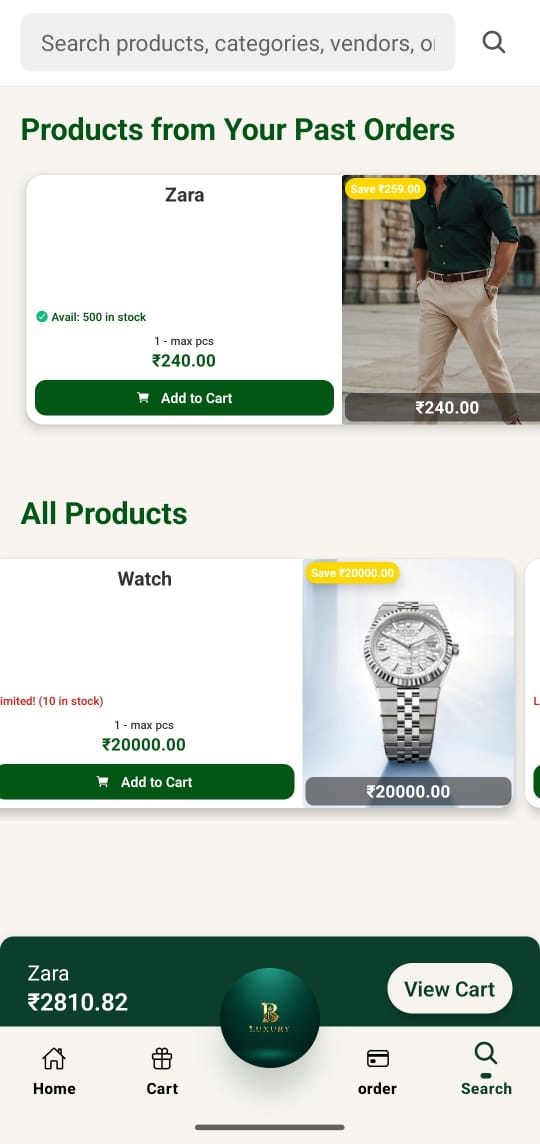 Search products, categories, vendors, or
Products from Your Past Orders
Zara
Save ₹259.00
Avail: 500 in stock
1 - max pcs
₹240.00
Add to Cart
₹240.00
All Products
Watch
Save ₹20000.00
imited! (10 in stock)
L
1 - max pcs
₹20000.00
Add to Cart
₹20000.00
Zara
₹2810.82
View Cart
B
LUXURY
Home
Cart
order
Search